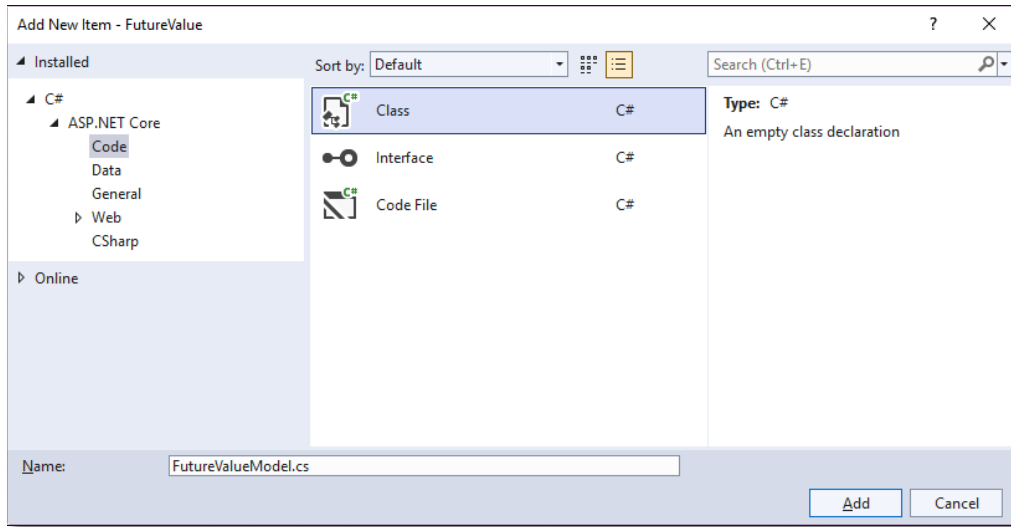 Add New Item - FutureValue
? ×
Installed
Sort by: Default
Search (Ctrl+E)
C#
ASP.NET Core
Code
Data
General
Web
CSharp
Online
C# Class C#
Interface C#
C# Code File C#
Type: C#
An empty class declaration
Name: FutureValueModel.cs
Add Cancel